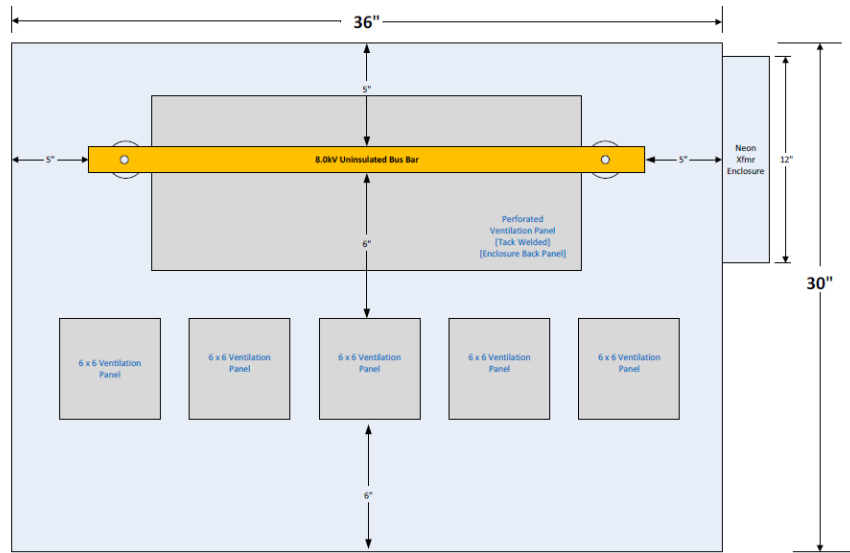 36"
5"
5"
8.0kV Uninsulated Bus Bar
5"
Neon
Xfmr
Enclosure
12"
Perforated
Ventilation Panel
[Tack Welded]
[Enclosure Back Panel]
6"
30"
6 x 6 Ventilation
Panel
6 x 6 Ventilation
Panel
6 x 6 Ventilation
Panel
6 x 6 Ventilation
Panel
6 x 6 Ventilation
Panel
6"